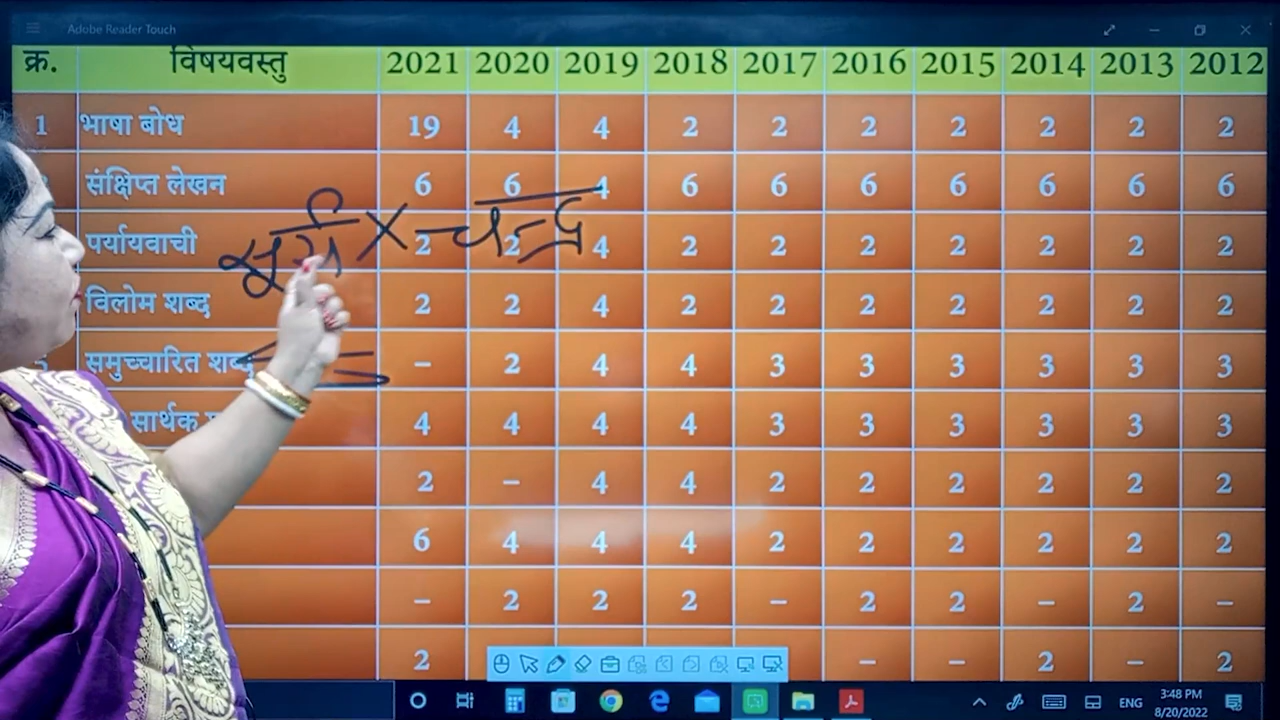 Adobe Reader Touch
क्र. विषयवस्तु 2021 2020 2019 2018 2017 2016 2015 2014 2013 2012
1 भाषा बोध 19 4 4 2 2 2 2 2 2 2
संक्षिप्त लेखन 6 6 4 6 6 6 6 6 6 6
सूर्य X चन्द्र
पर्यायवाची 2 2 4 2 2 2 2 2 2 2
विलोम शब्द 2 2 4 2 2 2 2 2 2 2
समुच्चारित शब्द – 2 4 4 3 3 3 3 3 3
सार्थक 4 4 4 4 3 3 3 3 3 3
2 – 4 4 2 2 2 2 2 2
6 4 4 4 2 2 2 2 2 2
– 2 2 2 – 2 2 – 2 –
2 – – 2 – 2
ENG 3:48 PM
8/20/2022